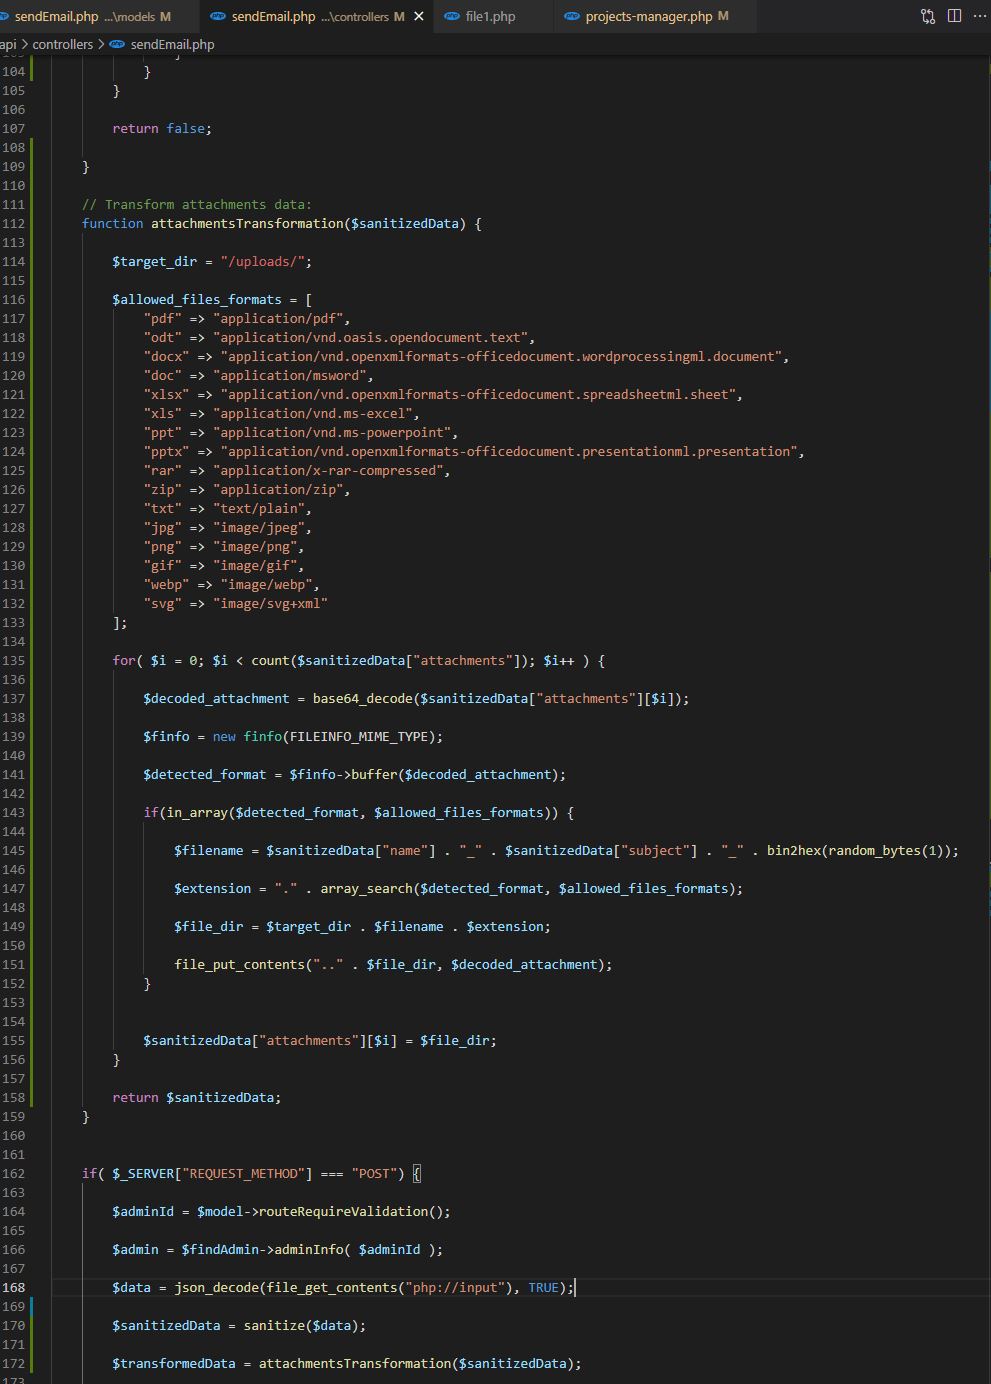 sendEmail.php ...\models M
sendEmail.php ...\controllers M
file1.php
projects-manager.php M
api > controllers > sendEmail.php
103 }
104 }
105 }
106
107 return false;
108
109 }
110
111 // Transform attachments data:
112 function attachmentsTransformation($sanitizedData) {
113
114 $target_dir = "/uploads/";
115
116 $allowed_files_formats = [
117 "pdf" => "application/pdf",
118 "odt" => "application/vnd.oasis.opendocument.text",
119 "docx" => "application/vnd.openxmlformats-officedocument.wordprocessingml.document",
120 "doc" => "application/msword",
121 "xlsx" => "application/vnd.openxmlformats-officedocument.spreadsheetml.sheet",
122 "xls" => "application/vnd.ms-excel",
123 "ppt" => "application/vnd.ms-powerpoint",
124 "pptx" => "application/vnd.openxmlformats-officedocument.presentationml.presentation",
125 "rar" => "application/x-rar-compressed",
126 "zip" => "application/zip",
127 "txt" => "text/plain",
128 "jpg" => "image/jpeg",
129 "png" => "image/png",
130 "gif" => "image/gif",
131 "webp" => "image/webp",
132 "svg" => "image/svg+xml"
133 ];
134
135 for( $i = 0; $i < count($sanitizedData["attachments"]); $i++ ) {
136
137 $decoded_attachment = base64_decode($sanitizedData["attachments"][$i]);
138
139 $finfo = new finfo(FILEINFO_MIME_TYPE);
140
141 $detected_format = $finfo->buffer($decoded_attachment);
142
143 if(in_array($detected_format, $allowed_files_formats)) {
144
145 $filename = $sanitizedData["name"] . "_" . $sanitizedData["subject"] . "_" . bin2hex(random_bytes(1));
146
147 $extension = "." . array_search($detected_format, $allowed_files_formats);
148
149 $file_dir = $target_dir . $filename . $extension;
150
151 file_put_contents(".." . $file_dir, $decoded_attachment);
152 }
153
154
155 $sanitizedData["attachments"][$i] = $file_dir;
156 }
157
158 return $sanitizedData;
159 }
160
161
162 if( $_SERVER["REQUEST_METHOD"] === "POST") {
163
164 $adminId = $model->routeRequireValidation();
165
166 $admin = $findAdmin->adminInfo( $adminId );
167
168 $data = json_decode(file_get_contents("php://input"), TRUE);
169
170 $sanitizedData = sanitize($data);
171
172 $transformedData = attachmentsTransformation($sanitizedData);
173